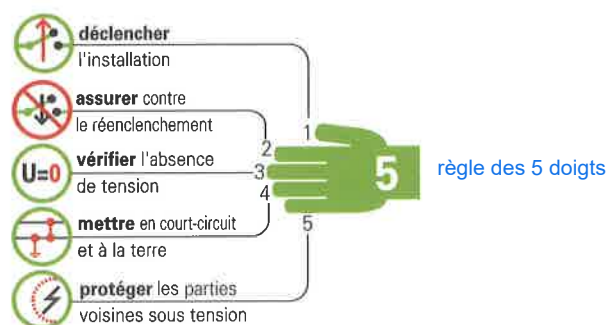 déclencher
l'installation
assurer contre
le réenclenchement
U=0
vérifier l'absence
de tension
mettre en court-circuit
et à la terre
protéger les parties
voisines sous tension
1
2
3
4
5
5
règle des 5 doigts